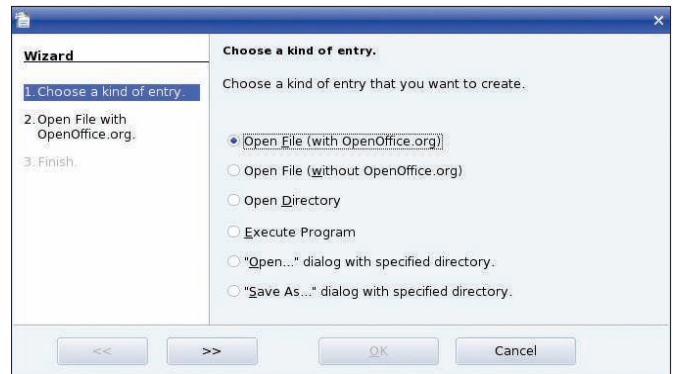 Wizard
1. Choose a kind of entry.
2. Open File with
OpenOffice.org.
3. Finish.
Choose a kind of entry.
Choose a kind of entry that you want to create.
Open File (with OpenOffice.org)
Open File (without OpenOffice.org)
Open Directory
Execute Program
"Open..." dialog with specified directory.
"Save As..." dialog with specified directory.
<<
>>
OK
Cancel